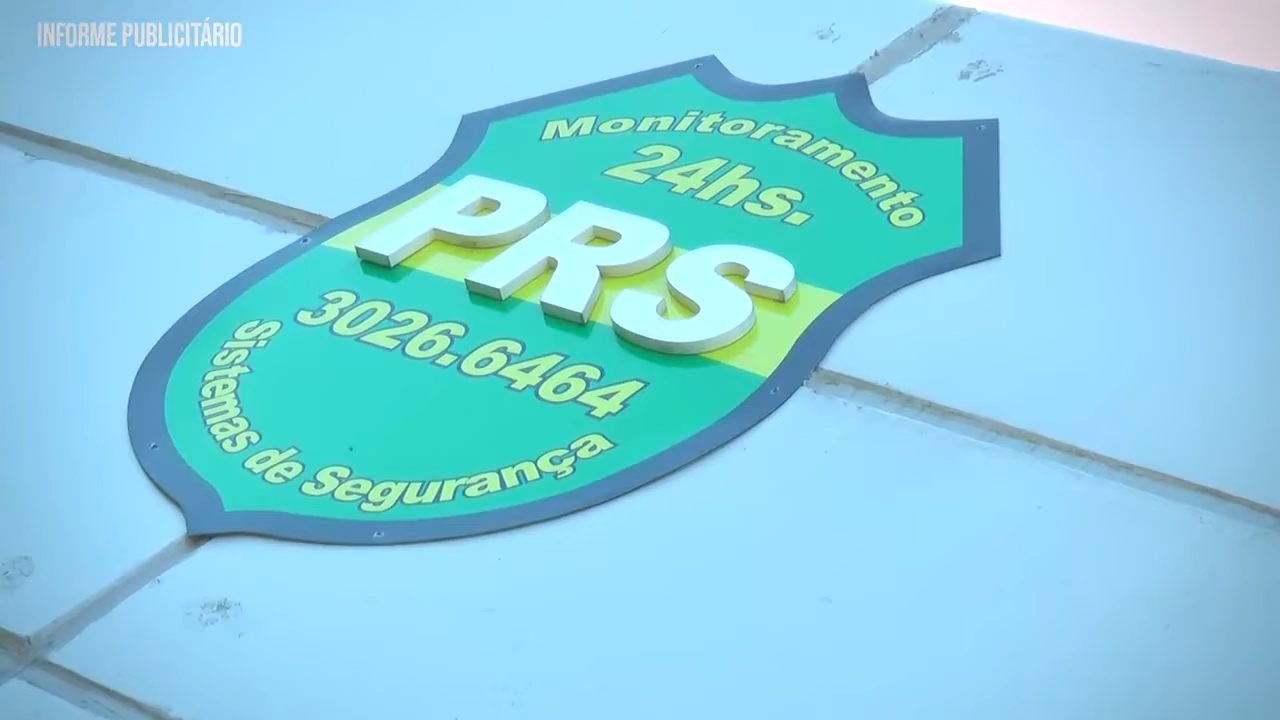 INFORME PUBLICITÁRIO
Monitoramento
24hs.
PRS
3026.6464
Sistemas de Segurança